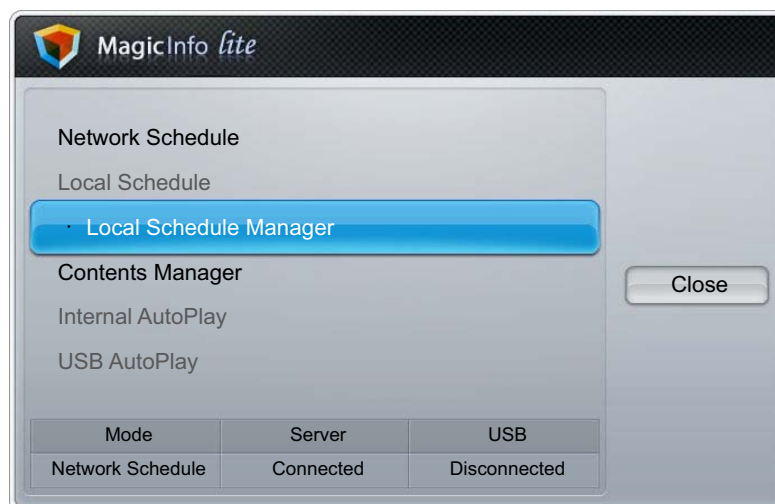 MagicInfo lite
Network Schedule
Local Schedule
· Local Schedule Manager
Contents Manager
Close
Internal AutoPlay
USB AutoPlay
Mode Server USB
Network Schedule Connected Disconnected